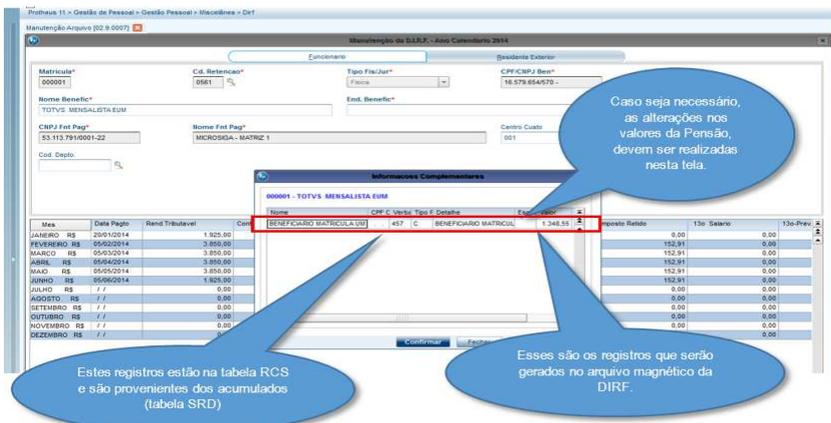 Protheus 11 > Gestão de Pessoal > Gestão Pessoal > Miscelânea > Dirf
Manutenção Arquivo [02.9.0007]
Manutenção da D.I.R.F. - Ano Calendario 2014
Funcionario
Residente Exterior
Matricula* Cd. Retencao* Tipo Fis/Jur* CPF/CNPJ Ben*
000001 0561 Fisica 16.579.654/570 -
Nome Benefic* End. Benefic*
TOTVS MENSALISTA EUM
CNPJ Fnt Pag* Nome Fnt Pag* Centro Custo
53.113.791/0001-22 MICROSIGA - MATRIZ 1 001
Cod. Depto.
Caso seja necessário,
as alterações nos
valores da Pensão,
devem ser realizadas
nesta tela.
Informacoes Complementares
000001 - TOTVS MENSALISTA EUM
Nome CPF C Verba Tipo F Detalhe Valor
BENEFICIARIO MATRICULA UM 457 C BENEFICIARIO MATRICUL 1.348,55
Confirmar
Mes Data Pagto Rend.Tributavel Imposto Retido 13o Salario 13o-Prev.
JANEIRO R$ 20/01/2014 1.925,00 0,00
FEVEREIRO R$ 05/02/2014 3.850,00 152,91 0,00
MARCO R$ 05/03/2014 3.850,00 152,91 0,00
ABRIL R$ 05/04/2014 3.850,00 152,91 0,00
MAIO R$ 05/05/2014 3.850,00 152,91 0,00
JUNHO R$ 05/06/2014 1.925,00 152,91 0,00
JULHO R$ / / 0,00 0,00 0,00
AGOSTO R$ / / 0,00 0,00 0,00
SETEMBRO R$ / / 0,00 0,00 0,00
OUTUBRO R$ / / 0,00 0,00 0,00
NOVEMBRO R$ / / 0,00 0,00 0,00
DEZEMBRO R$ / / 0,00 0,00 0,00
Estes registros estão na tabela RCS
e são provenientes dos acumulados
(tabela SRD)
Esses são os registros que serão
gerados no arquivo magnético da
DIRF.